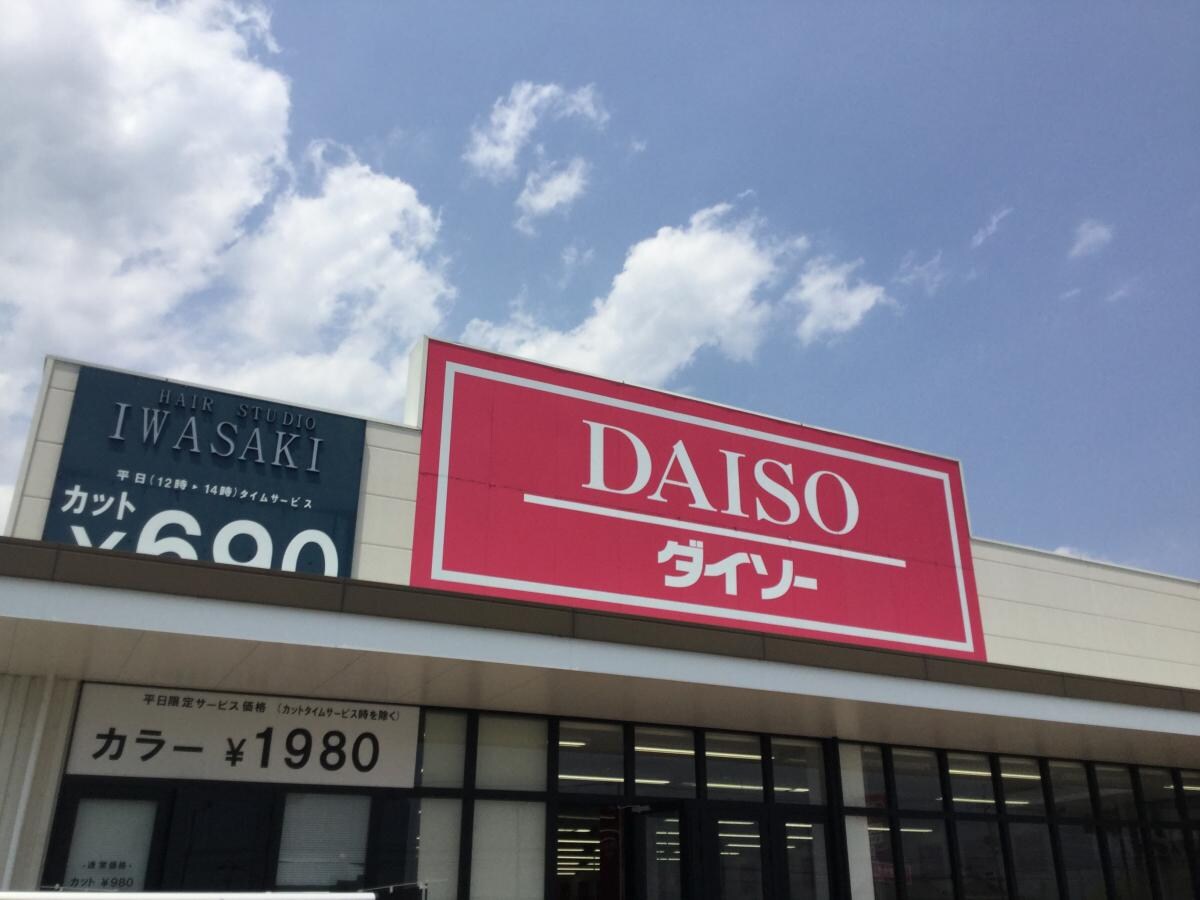 HAIR STUDIO
IWASAKI
平日(12時▶14時)タイムサービス
カット
¥690
DAISO
ダイソー
平日限定サービス価格 (カットタイムサービス時を除く)
カラー ¥1980
・通常価格・
カット ¥980